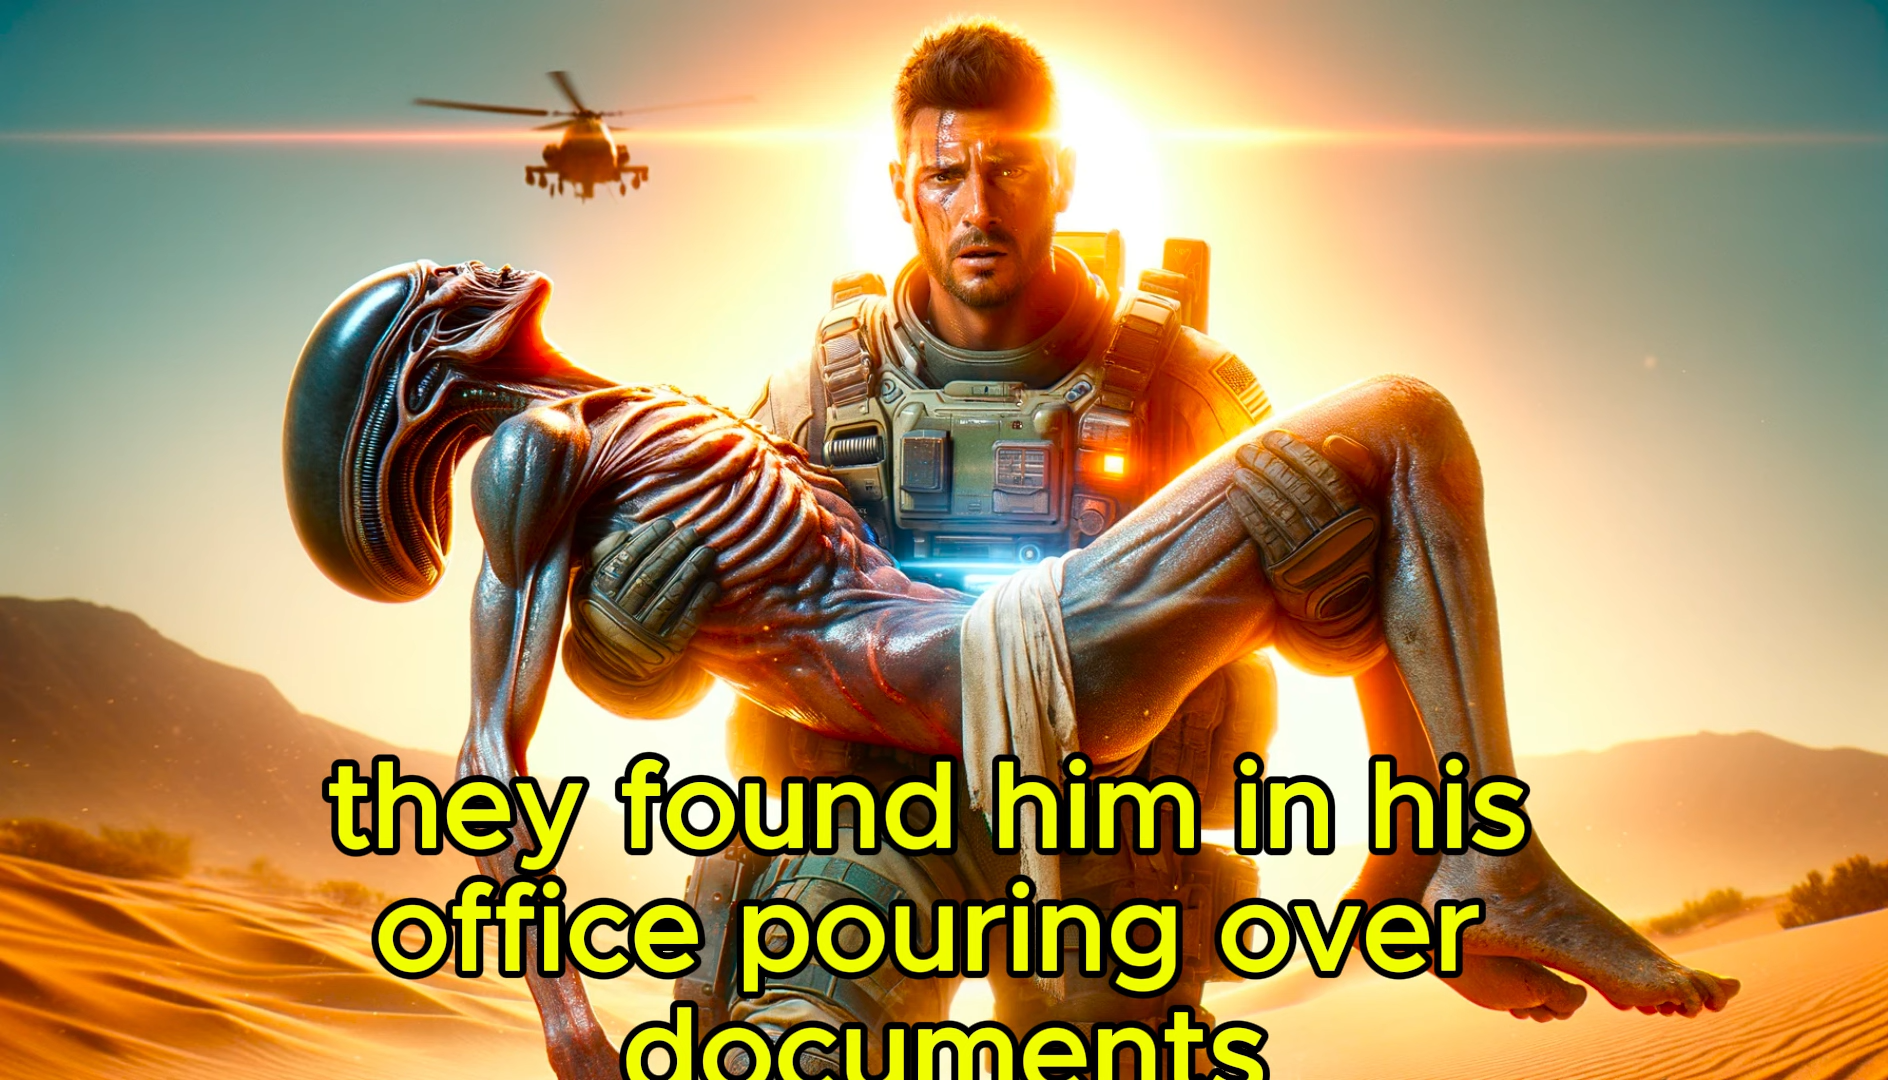 they found him in his
office pouring over
documents